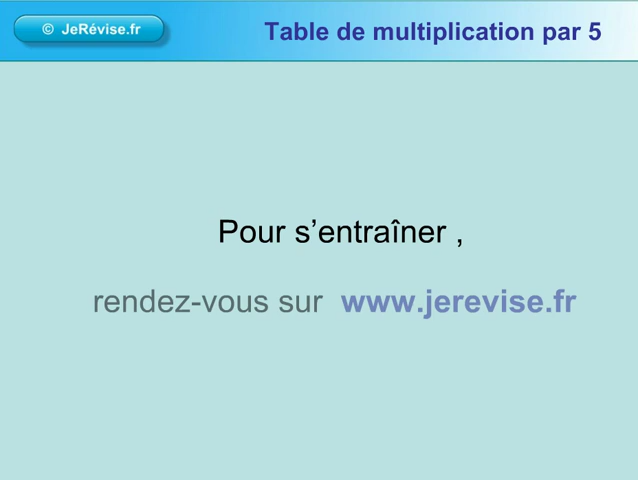 © JeRévise.fr
Table de multiplication par 5
Pour s’entraîner ,
rendez-vous sur www.jerevise.fr